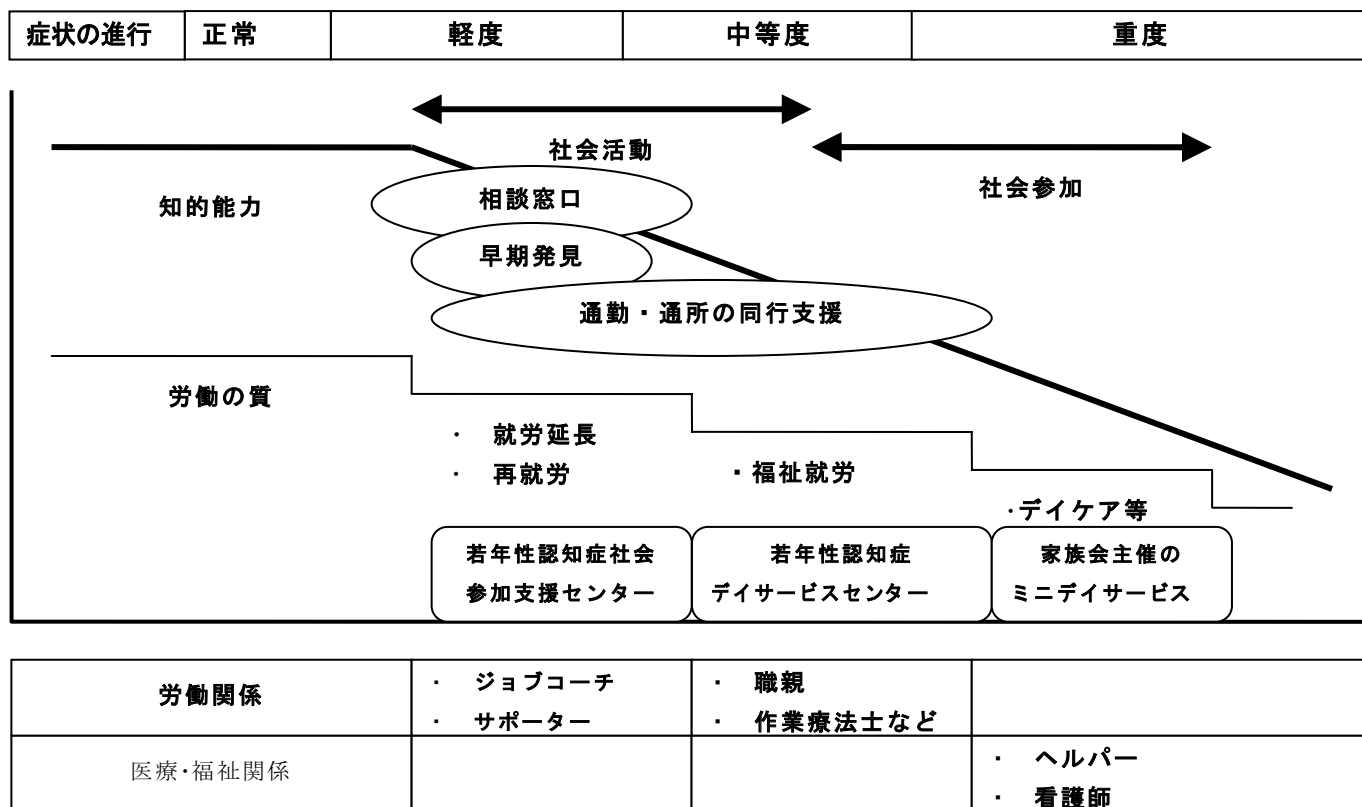 症状の進行 正常 軽度 中等度 重度
社会活動
社会参加
知的能力
相談窓口
早期発見
通勤・通所の同行支援
労働の質
・ 就労延長
・ 再就労
・福祉就労
・デイケア等
若年性認知症社会
参加支援センター
若年性認知症
デイサービスセンター
家族会主催の
ミニデイサービス
労働関係
・ ジョブコーチ
・ サポーター
・ 職親
・ 作業療法士など
医療・福祉関係
・ ヘルパー
・ 看護師